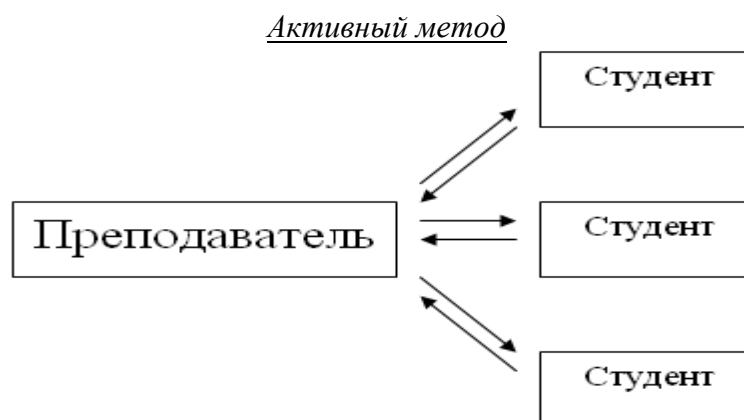 Активный метод
Студент
Преподаватель
Студент
Студент